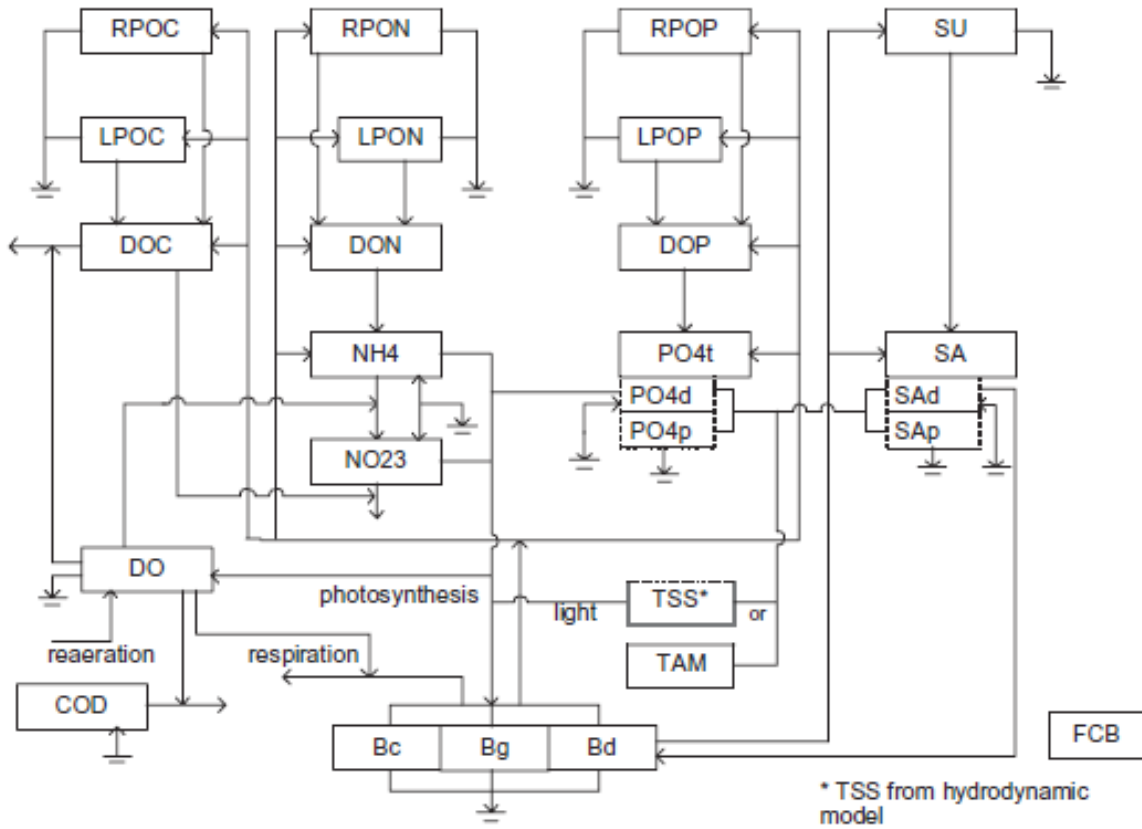 RPOC
RPON
RPOP
SU
LPOC
LPON
LPOP
DOC
DON
DOP
NH4
PO4t
SA
PO4d
SAd
PO4p
SAp
NO23
DO
photosynthesis
light
TSS*
or
reaeration
respiration
TAM
COD
Bc
Bg
Bd
FCB
* TSS from hydrodynamic
model